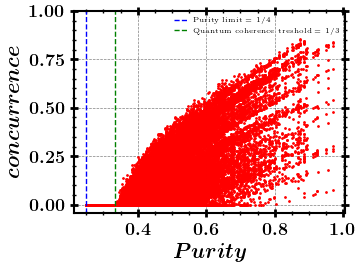 1.00
0.75
0.50
0.25
0.00
concurrence
Purity limit = 1/4
Quantum coherence treshold = 1/3
0.4
0.6
0.8
1.0
Purity